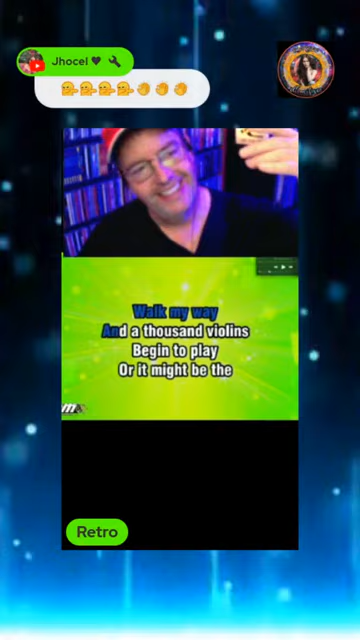 Jhocel
Walk my way
And a thousand violins
Begin to play
Or it might be the
Retro